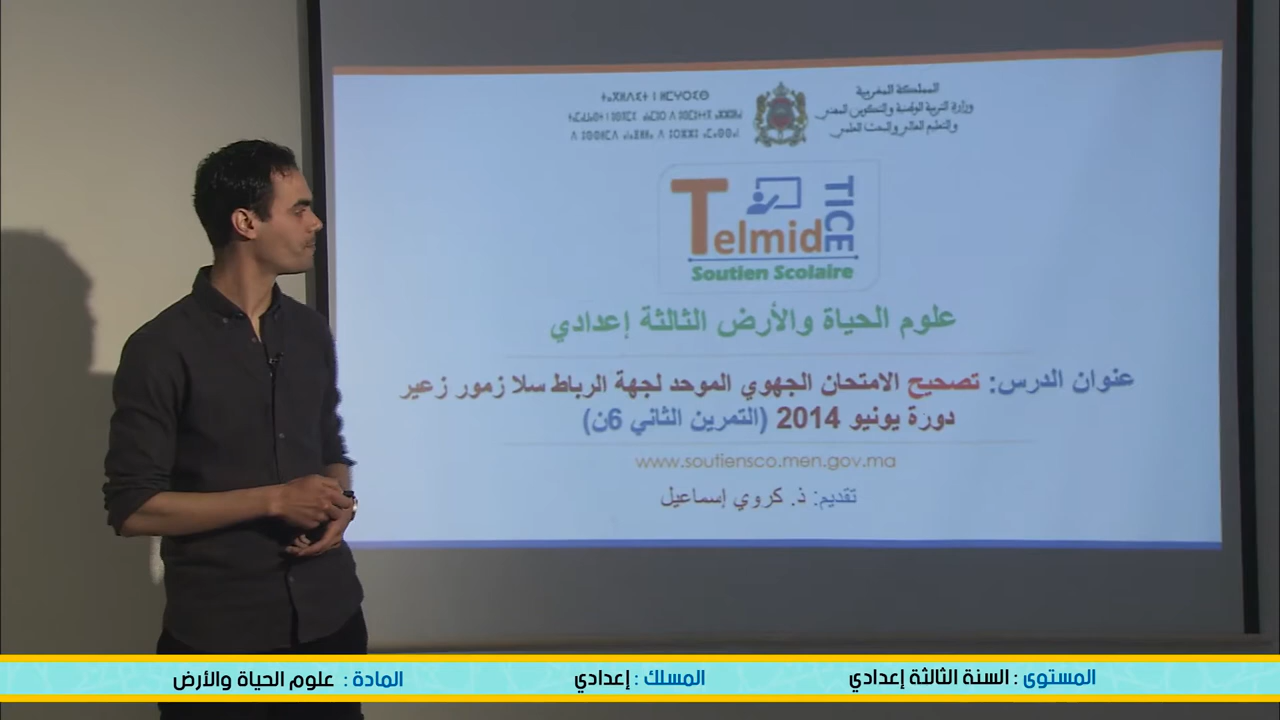 المملكة المغربية
وزارة التربية الوطنية والتكوين المهني
والتعليم العالي والبحث العلمي
ⵜⴰⴳⵍⴷⵉⵜ ⵏ ⵍⵎⵖⵔⵉⴱ
Telmid TICE
Soutien Scolaire
علوم الحياة والأرض الثالثة إعدادي
عنوان الدرس: تصحيح الامتحان الجهوي الموحد لجهة الرباط سلا زمور زعير
دورة يونيو 2014 (التمرين الثاني 6ن)
www.soutiensco.men.gov.ma
تقديم: ذ. كروي إسماعيل
المستوى : السنة الثالثة إعدادي
المسلك : إعدادي
المادة : علوم الحياة والأرض